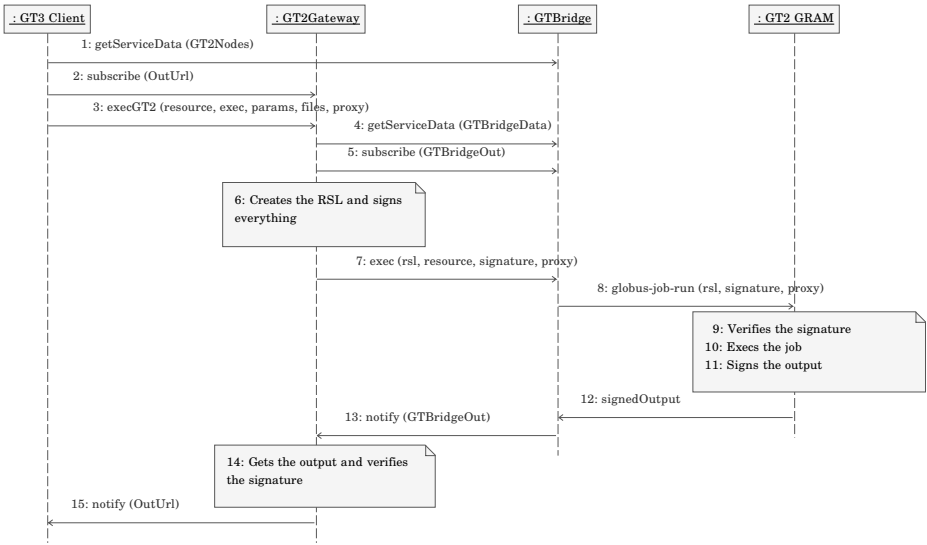 : GT3 Client
: GT2Gateway
: GTBridge
: GT2 GRAM
1: getServiceData (GT2Nodes)
2: subscribe (OutUrl)
3: execGT2 (resource, exec, params, files, proxy)
4: getServiceData (GTBridgeData)
5: subscribe (GTBridgeOut)
6: Creates the RSL and signs
everything
7: exec (rsl, resource, signature, proxy)
8: globus-job-run (rsl, signature, proxy)
9: Verifies the signature
10: Execs the job
11: Signs the output
12: signedOutput
13: notify (GTBridgeOut)
14: Gets the output and verifies
the signature
15: notify (OutUrl)